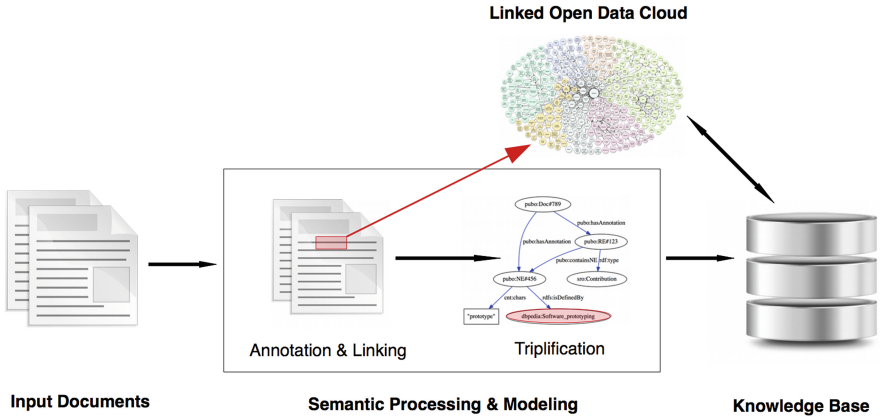 Linked Open Data Cloud
pubo:Doc#789
pubo:hasAnnotation
pubo:hasAnnotation
pubo:RE#123
pubo:containsNE
rdf:type
pubo:NE#456
sro:Contribution
cnt:chars
rdfs:isDefinedBy
"prototype"
dbpedia:Software_prototyping
Annotation & Linking
Triplification
Input Documents
Semantic Processing & Modeling
Knowledge Base